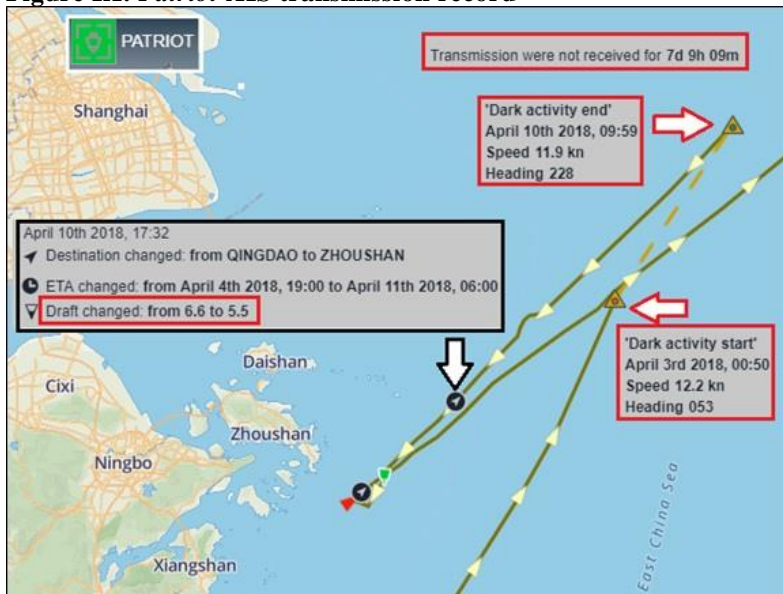 Figure III: Patriot AIS transmission record
PATRIOT
Transmission were not received for 7d 9h 09m
Shanghai
'Dark activity end'
April 10th 2018, 09:59
Speed 11.9 kn
Heading 228
April 10th 2018, 17:32
Destination changed: from QINGDAO to ZHOUSHAN
ETA changed: from April 4th 2018, 19:00 to April 11th 2018, 06:00
Draft changed: from 6.6 to 5.5
'Dark activity start'
April 3rd 2018, 00:50
Speed 12.2 kn
Heading 053
Daishan
Cixi
Zhoushan
Ningbo
Xiangshan
East China Sea